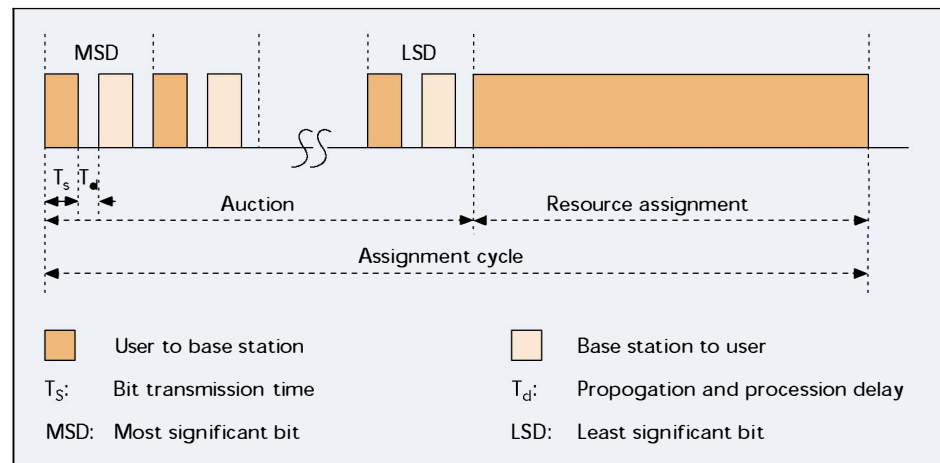 MSD LSD
Ts Td
Auction Resource assignment
Assignment cycle
User to base station Base station to user
TS: Bit transmission time Td: Propogation and procession delay
MSD: Most significant bit LSD: Least significant bit